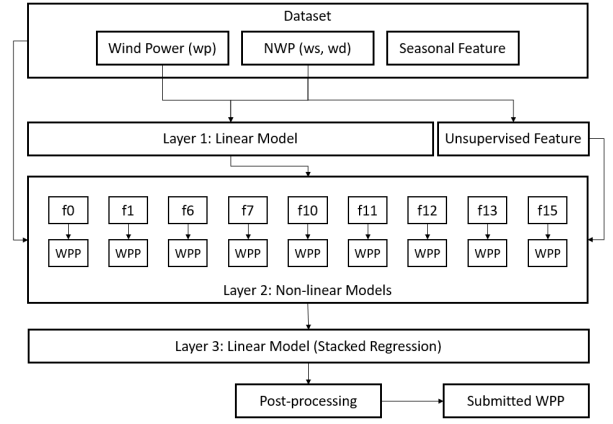 Dataset
Wind Power (wp)
NWP (ws, wd)
Seasonal Feature
Layer 1: Linear Model
Unsupervised Feature
f0 f1 f6 f7 f10 f11 f12 f13 f15
WPP WPP WPP WPP WPP WPP WPP WPP WPP
Layer 2: Non-linear Models
Layer 3: Linear Model (Stacked Regression)
Post-processing
Submitted WPP